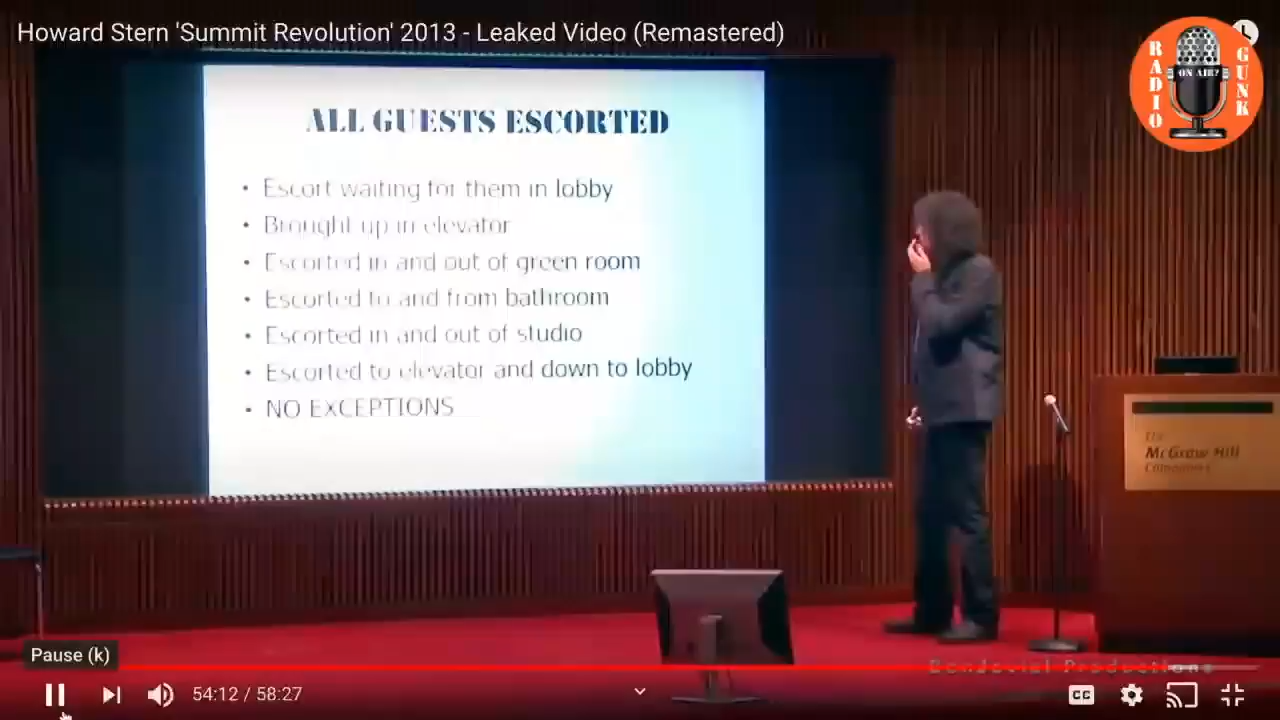 Howard Stern 'Summit Revolution' 2013 - Leaked Video (Remastered)
RADIO
ON AIR?
GUNK
ALL GUESTS ESCORTED
• Escort waiting for them in lobby
• Brought up in elevator
• Escorted in and out of green room
• Escorted to and from bathroom
• Escorted in and out of studio
• Escorted to elevator and down to lobby
• NO EXCEPTIONS
The
McGraw Hill
Companies
Pause (k)
Bendovial Productions
54:12 / 58:27
CC